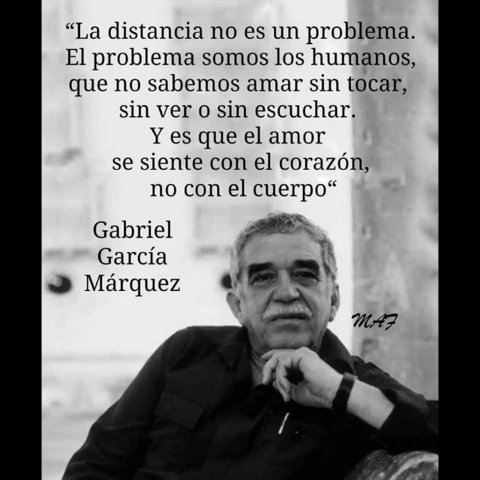 “La distancia no es un problema.
El problema somos los humanos,
que no sabemos amar sin tocar,
sin ver o sin escuchar.
Y es que el amor
se siente con el corazón,
no con el cuerpo“
Gabriel
García
Márquez
MAF